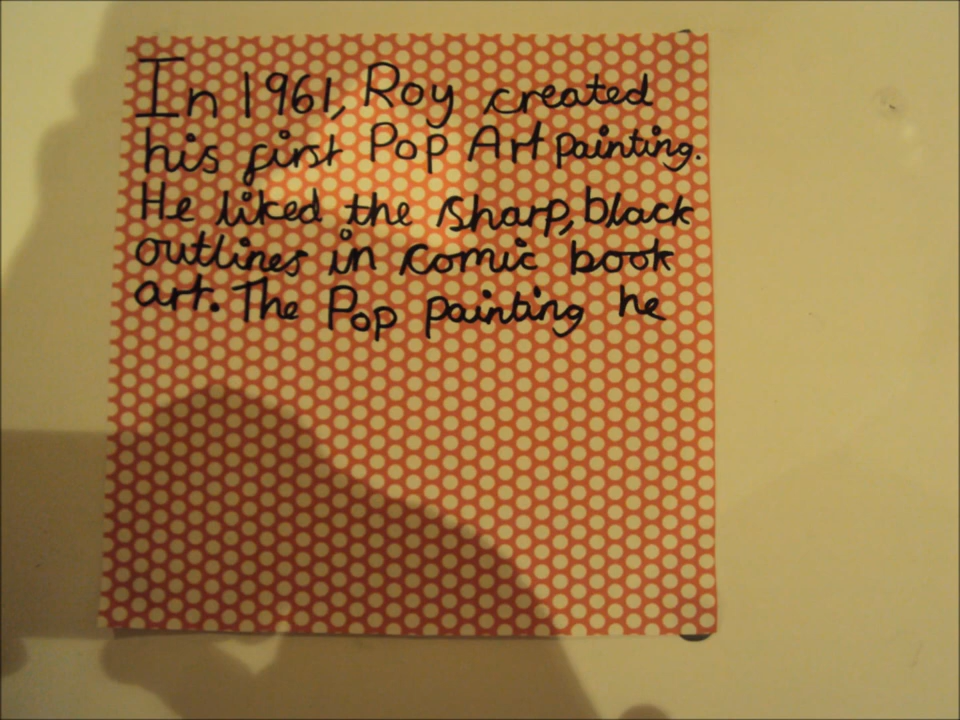 In 1961, Roy created
his first Pop Art painting.
He liked the sharp, black
outlines in comic book
art. The Pop painting he